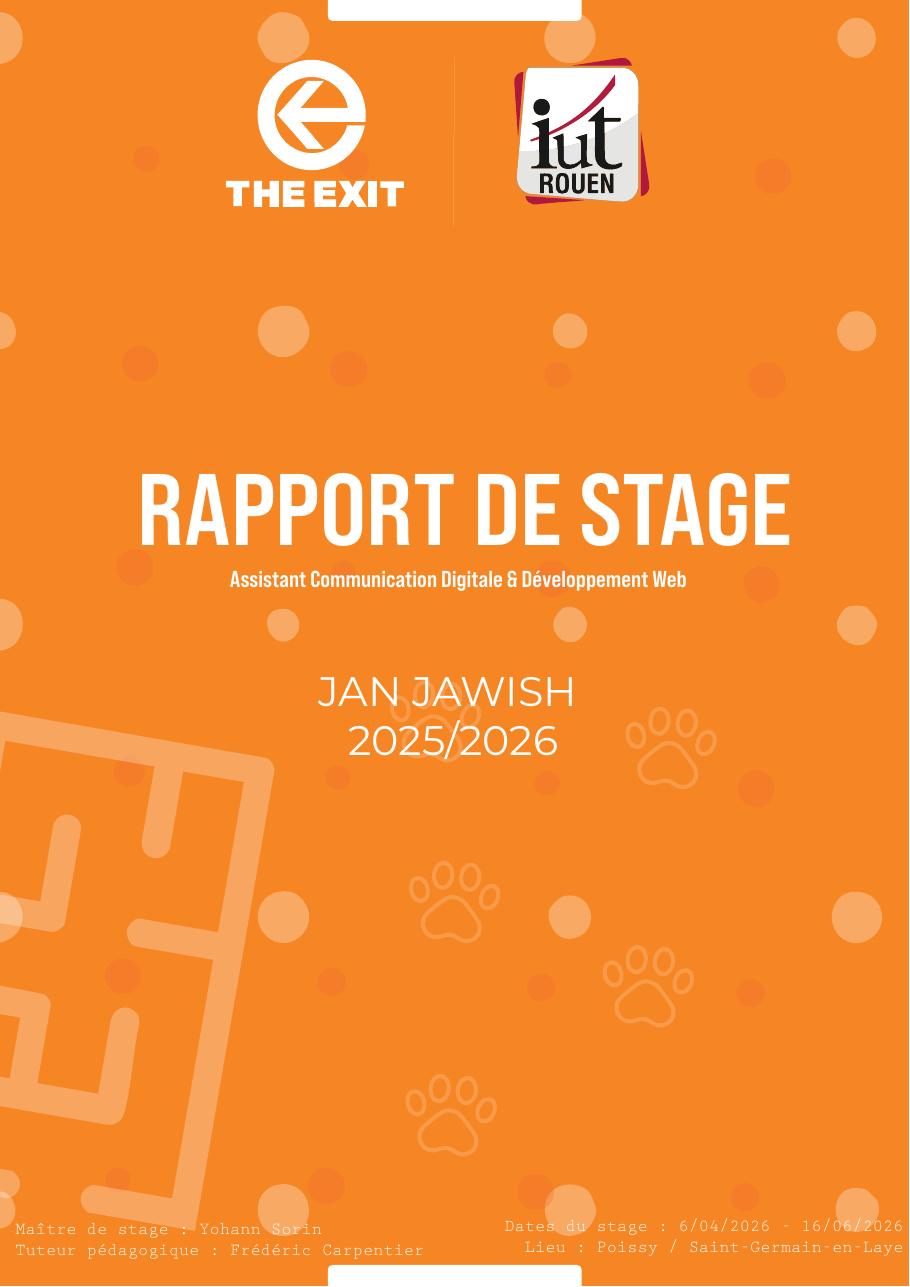 THE EXIT
iut
ROUEN
RAPPORT DE STAGE
Assistant Communication Digitale & Développement Web
JAN JAWISH
2025/2026
Maître de stage : Yohann Sorin
Tuteur pédagogique : Frédéric Carpentier
Dates du stage : 6/04/2026 - 16/06/2026
Lieu : Poissy / Saint-Germain-en-Laye